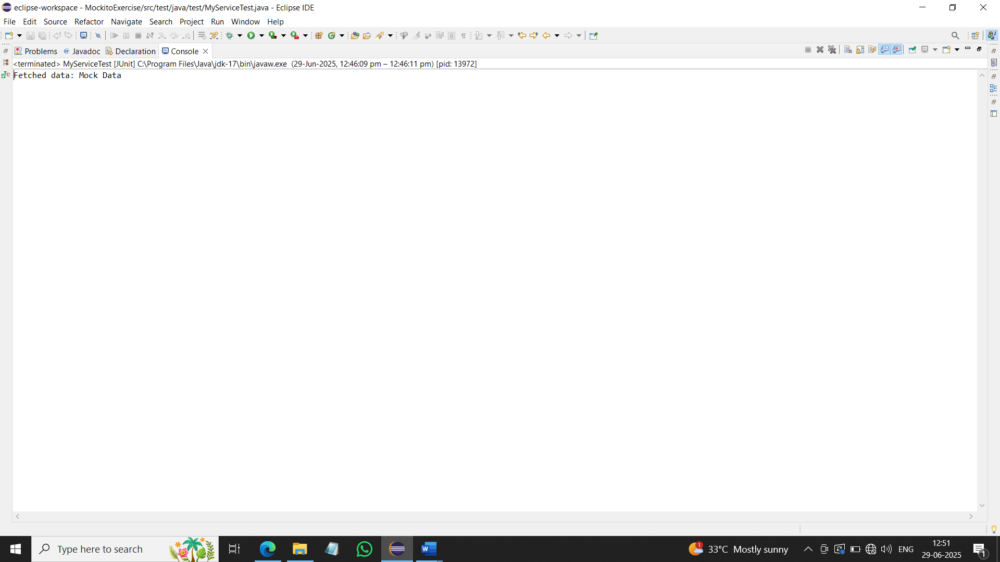 eclipse-workspace - MockitoExercise/src/test/java/test/MyServiceTest.java - Eclipse IDE
File Edit Source Refactor Navigate Search Project Run Window Help
Problems @ Javadoc Declaration Console
<terminated> MyServiceTest [JUnit] C:\Program Files\Java\jdk-17\bin\javaw.exe (29-Jun-2025, 12:46:09 pm – 12:46:11 pm) [pid: 13972]
Fetched data: Mock Data
Type here to search
1
33°C Mostly sunny
ENG
12:51
29-06-2025
1